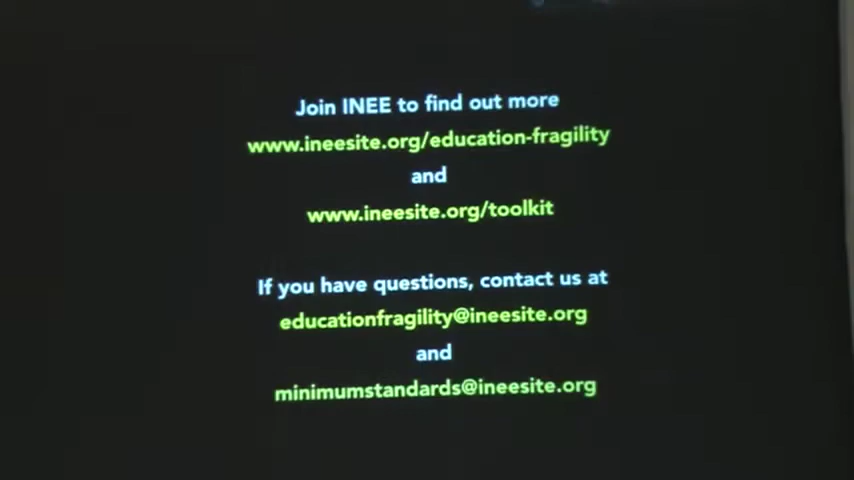 Join INEE to find out more
www.ineesite.org/education-fragility
and
www.ineesite.org/toolkit
If you have questions, contact us at
educationfragility@ineesite.org
and
minimumstandards@ineesite.org